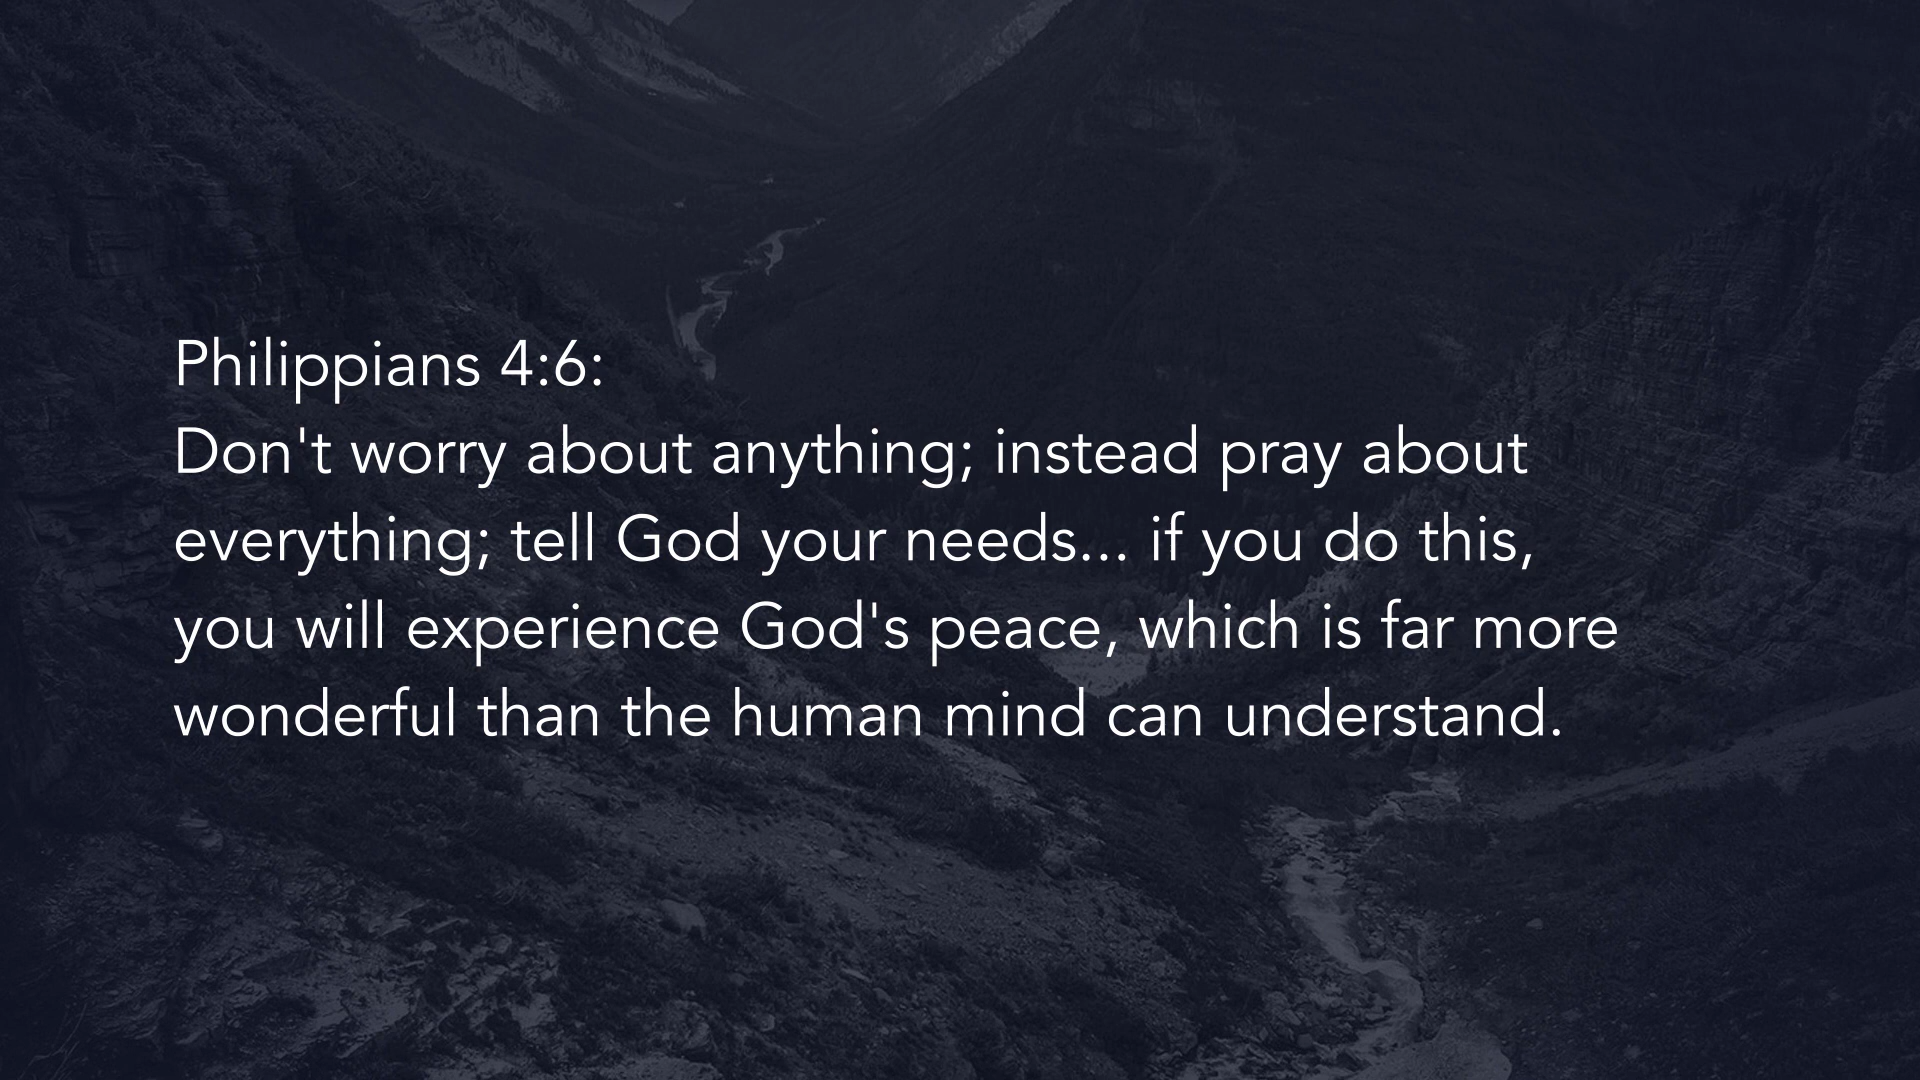 Philippians 4:6:
Don't worry about anything; instead pray about
everything; tell God your needs... if you do this,
you will experience God's peace, which is far more
wonderful than the human mind can understand.